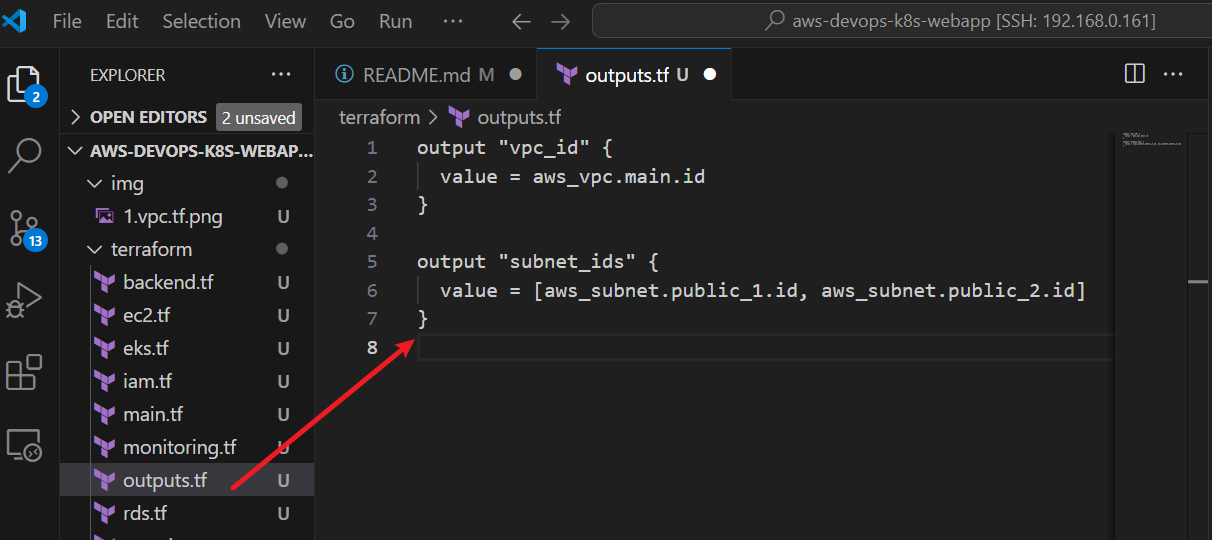 File Edit Selection View Go Run ··· aws-devops-k8s-webapp [SSH: 192.168.0.161]
EXPLORER ···
README.md M
outputs.tf U
2
OPEN EDITORS 2 unsaved
terraform > outputs.tf
AWS-DEVOPS-K8S-WEBAP...
img
1.vpc.tf.png U
13
terraform
backend.tf U
ec2.tf U
eks.tf U
iam.tf U
main.tf U
monitoring.tf U
outputs.tf U
rds.tf U
1 output "vpc_id" {
2 value = aws_vpc.main.id
3 }
4
5 output "subnet_ids" {
6 value = [aws_subnet.public_1.id, aws_subnet.public_2.id]
7 }
8